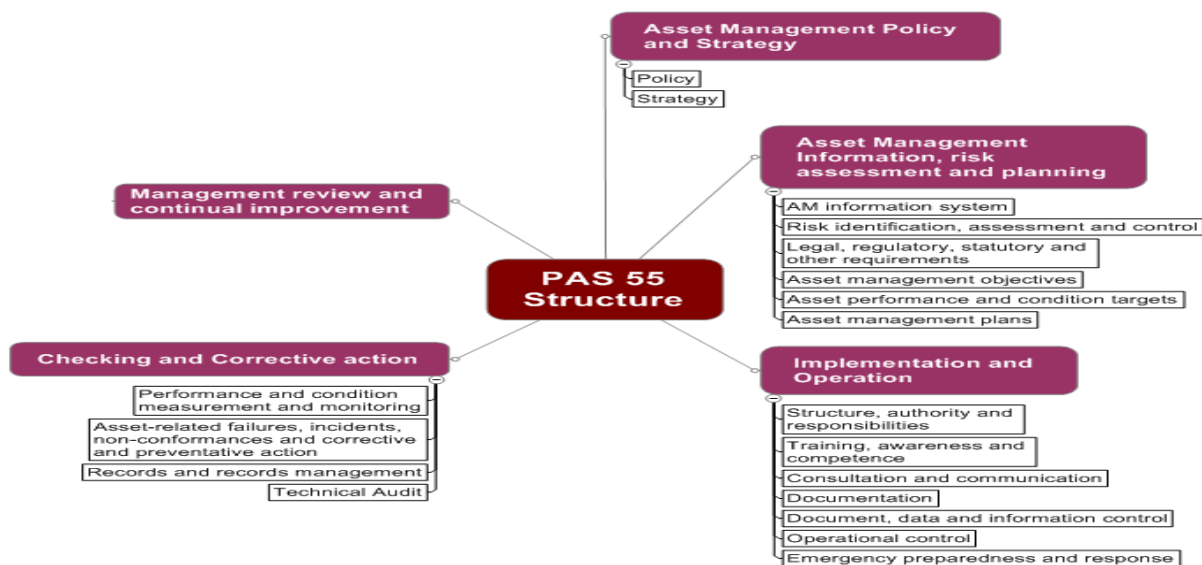 Asset Management Policy
and Strategy
Policy
Strategy
Asset Management
Information, risk
assessment and planning
AM information system
Risk identification, assessment and control
Legal, regulatory, statutory and
other requirements
Asset management objectives
Asset performance and condition targets
Asset management plans
Management review and
continual improvement
PAS 55
Structure
Checking and Corrective action
Performance and condition
measurement and monitoring
Asset-related failures, incidents,
non-conformances and corrective
and preventative action
Records and records management
Technical Audit
Implementation and
Operation
Structure, authority and
responsibilities
Training, awareness and
competence
Consultation and communication
Documentation
Document, data and information control
Operational control
Emergency preparedness and response